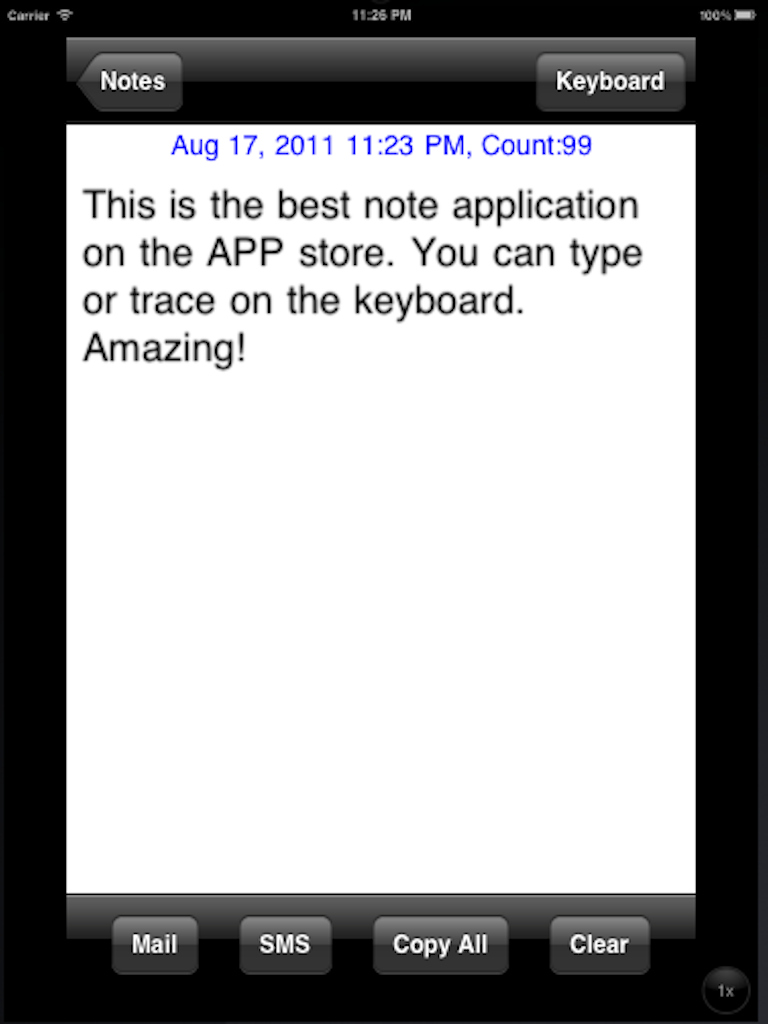 Carrier 11:26 PM 100%
Notes Keyboard
Aug 17, 2011 11:23 PM, Count:99
This is the best note application
on the APP store. You can type
or trace on the keyboard.
Amazing!
Mail SMS Copy All Clear
1x